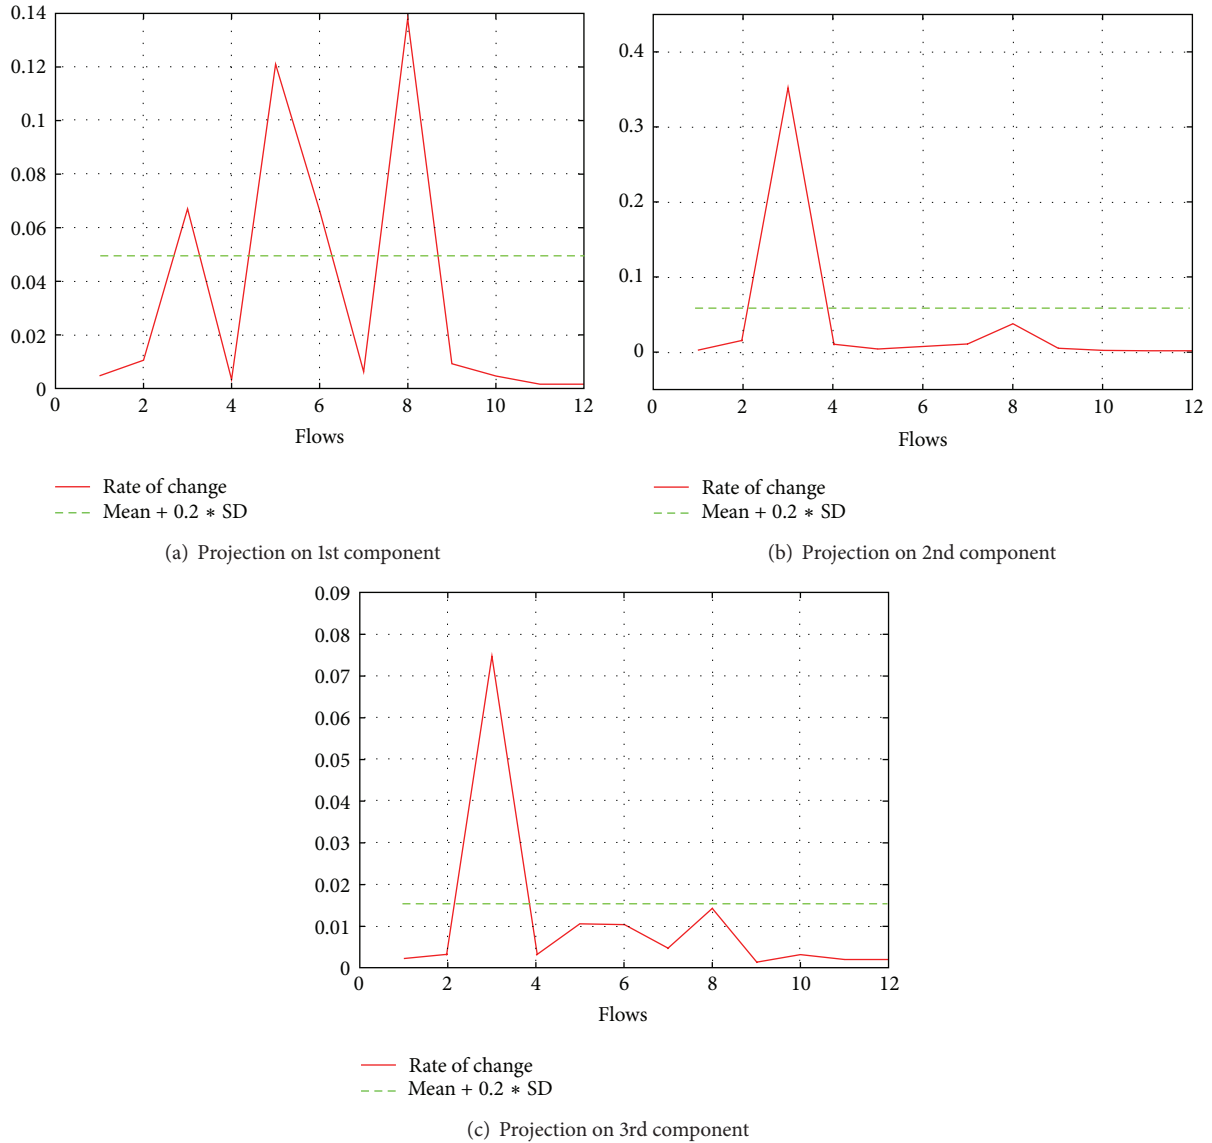 0.14
0.12
0.1
0.08
0.06
0.04
0.02
0
0 2 4 6 8 10 12
Flows
Rate of change
Mean + 0.2 ∗ SD
(a) Projection on 1st component
0.4
0.3
0.2
0.1
0
0 2 4 6 8 10 12
Flows
Rate of change
Mean + 0.2 ∗ SD
(b) Projection on 2nd component
0.09
0.08
0.07
0.06
0.05
0.04
0.03
0.02
0.01
0
0 2 4 6 8 10 12
Flows
Rate of change
Mean + 0.2 ∗ SD
(c) Projection on 3rd component